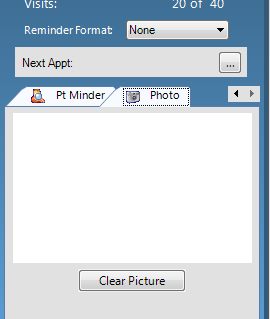 Visits: 20 of 40
Reminder Format: None
Next Appt: ...
Pt Minder Photo
Clear Picture